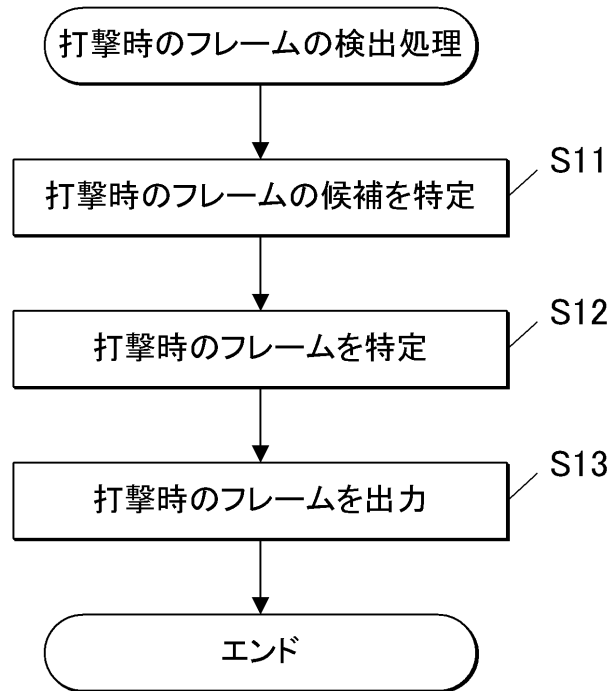 打撃時のフレームの検出処理
打撃時のフレームの候補を特定
S11
打撃時のフレームを特定
S12
打撃時のフレームを出力
S13
エンド